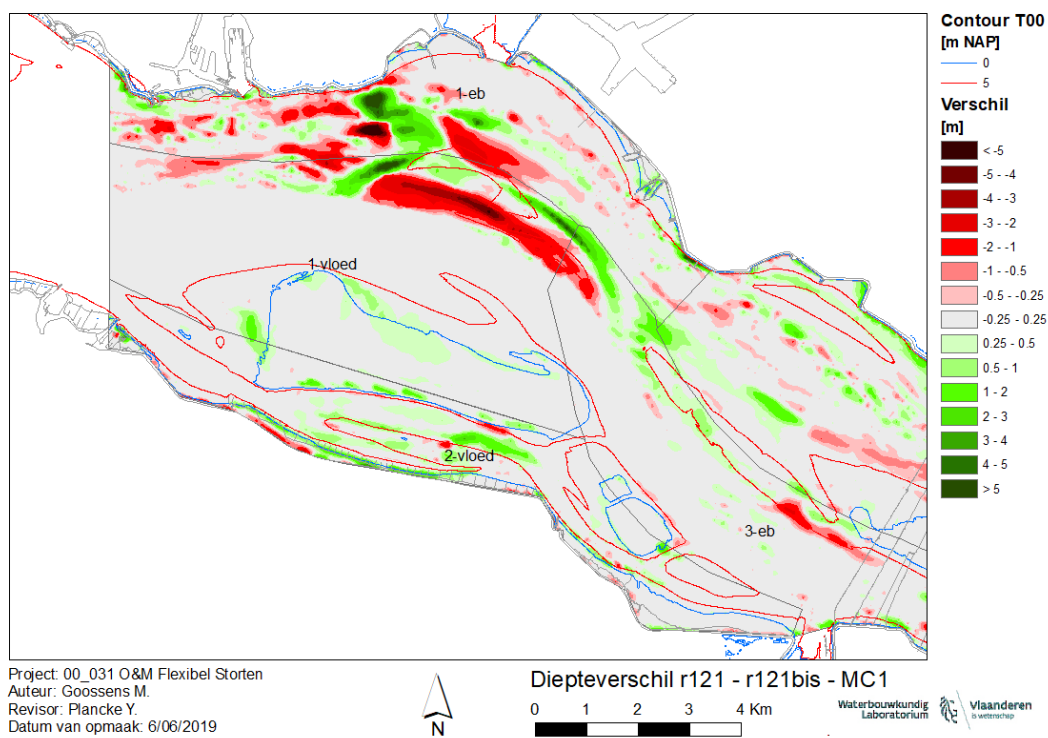 Contour T00
[m NAP]
0
5
Verschil
[m]
< -5
-5 - -4
-4 - -3
-3 - -2
-2 - -1
-1 - -0.5
-0.5 - -0.25
-0.25 - 0.25
0.25 - 0.5
0.5 - 1
1 - 2
2 - 3
3 - 4
4 - 5
> 5
1-eb
1-vloed
2-vloed
3-eb
Project: 00_031 O&M Flexibel Storten
Auteur: Goossens M.
Revisor: Plancke Y.
Datum van opmaak: 6/06/2019
N
Diepteverschil r121 - r121bis - MC1
0 1 2 3 4 Km
Waterbouwkundig
Laboratorium
Vlaanderen
is wetenschap